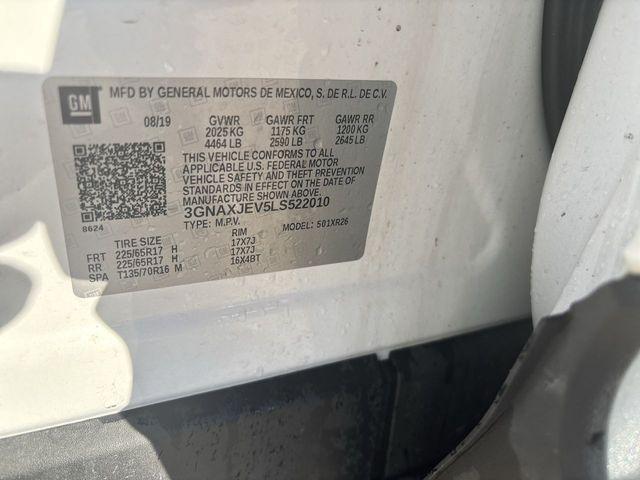 GM
MFD BY GENERAL MOTORS DE MEXICO, S. DE R.L. DE C.V.
08/19 GVWR GAWR FRT GAWR RR
2025 KG 1175 KG 1200 KG
4464 LB 2590 LB 2645 LB
THIS VEHICLE CONFORMS TO ALL
APPLICABLE U.S. FEDERAL MOTOR
VEHICLE SAFETY AND THEFT PREVENTION
STANDARDS IN EFFECT ON THE DATE OF
MANUFACTURE SHOWN ABOVE.
3GNAXJEV5LS522010
8624
TYPE: M.P.V. MODEL: 501XR26
TIRE SIZE RIM
FRT 225/65R17 H 17X7J
RR 225/65R17 H 17X7J
SPA T135/70R16 M 16X4BT